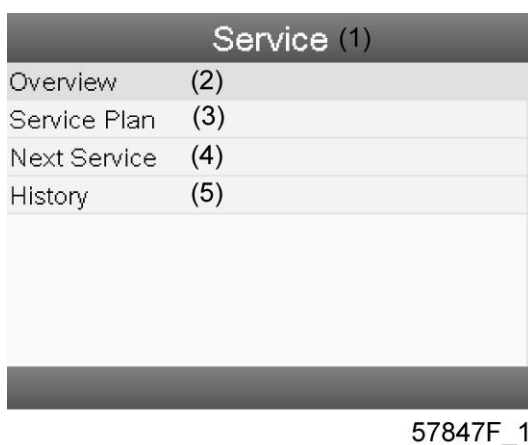 Service (1)
Overview (2)
Service Plan (3)
Next Service (4)
History (5)
57847F_1